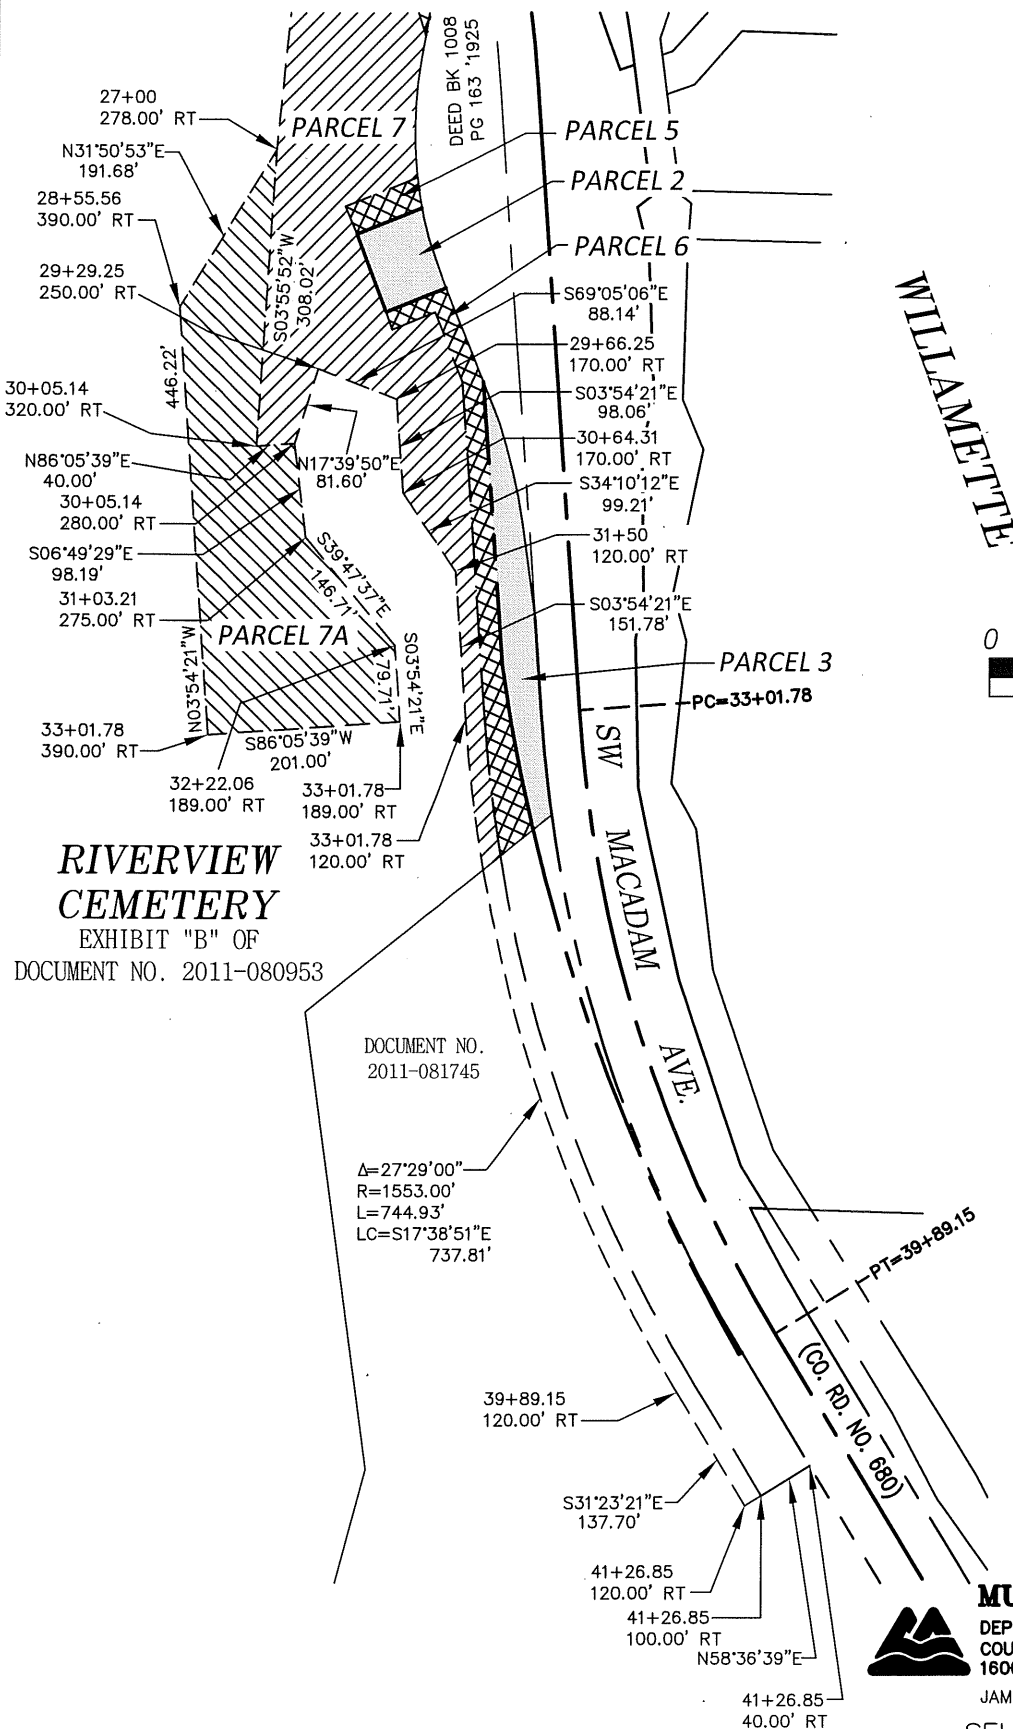 DEED BK 1008
PG 163 '1925
27+00
278.00' RT
PARCEL 7
PARCEL 5
N31°50'53"E
191.68'
PARCEL 2
28+55.56
390.00' RT
PARCEL 6
S03°55'52"W
308.02'
29+29.25
250.00' RT
S69°05'06"E
88.14'
WILLAMETTE
29+66.25
170.00' RT
446.22'
30+05.14
320.00' RT
S03°54'21"E
98.06'
30+64.31
170.00' RT
N86°05'39"E
40.00'
N17°39'50"E
81.60'
30+05.14
280.00' RT
S34°10'12"E
99.21'
31+50
120.00' RT
S06°49'29"E
98.19'
S39°47'37"E
146.71'
31+03.21
275.00' RT
S03°54'21"E
151.78'
PARCEL 7A
0
N03°54'21"W
S03°54'21"E
79.71'
PARCEL 3
PC=33+01.78
33+01.78
390.00' RT
S86°05'39"W
201.00'
32+22.06
189.00' RT
33+01.78
189.00' RT
33+01.78
120.00' RT
SW MACADAM AVE.
RIVERVIEW
CEMETERY
EXHIBIT "B" OF
DOCUMENT NO. 2011-080953
DOCUMENT NO.
2011-081745
Δ=27°29'00"
R=1553.00'
L=744.93'
LC=S17°38'51"E
737.81'
PT=39+89.15
(CO. RD. NO. 680)
39+89.15
120.00' RT
S31°23'21"E
137.70'
41+26.85
120.00' RT
41+26.85
100.00' RT
N58°36'39"E
41+26.85
40.00' RT
MU
DEP
COU
160
JAM